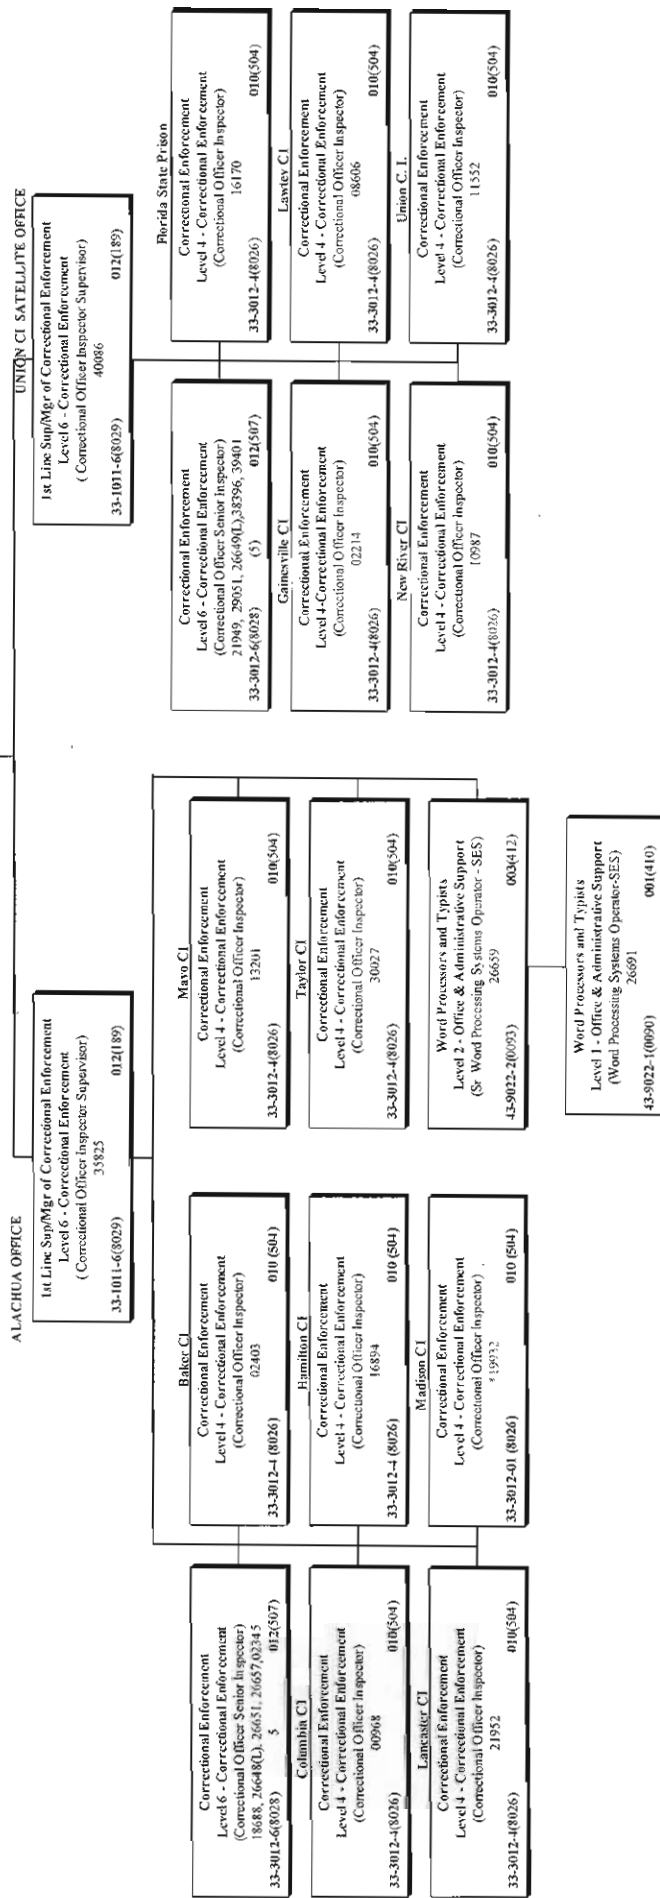 ALACHUA OFFICE
1st Line Sup/Mgr of Correctional Enforcement
Level 6 - Correctional Enforcement
( Correctional Officer Inspector Supervisor)
35825
33-1011-6(8029) 012(189)
Correctional Enforcement
Level 6 - Correctional Enforcement
(Correctional Officer Senior Inspector)
18688, 26648(L), 26651, 26657,02345
33-3012-6(8028) 5 012(507)
Columbia CI
Correctional Enforcement
Level 4 - Correctional Enforcement
(Correctional Officer Inspector)
00968
33-3012-4(8026) 010(504)
Lancaster CI
Correctional Enforcement
Level 4 - Correctional Enforcement
(Correctional Officer Inspector)
21952
33-3012-4(8026) 010(504)
Baker CI
Correctional Enforcement
Level 4 - Correctional Enforcement
(Correctional Officer Inspector)
02403
33-3012-4 (8026) 010 (504)
Hamilton CI
Correctional Enforcement
Level 4 - Correctional Enforcement
(Correctional Officer Inspector)
16894
33-3012-4 (8026) 010 (504)
Madison CI
Correctional Enforcement
Level 4 - Correctional Enforcement
(Correctional Officer Inspector)
33-3012-01 (8026) 010 (504)
Mayo CI
Correctional Enforcement
Level 4 - Correctional Enforcement
(Correctional Officer Inspector)
13201
33-3012-4(8026) 010(504)
Taylor CI
Correctional Enforcement
Level 4 - Correctional Enforcement
(Correctional Officer Inspector)
30027
33-3012-4(8026) 010(504)
Word Processors and Typists
Level 2 - Office & Administrative Support
(Sr Word Processing Systems Operator - SES)
26659
43-9022-2(0093) 003(412)
Word Processors and Typists
Level 1 - Office & Administrative Support
(Word Processing Systems Operator-SES)
26691
43-9022-1(0090) 001(410)
UNION CI SATELLITE OFFICE
1st Line Sup/Mgr of Correctional Enforcement
Level 6 - Correctional Enforcement
( Correctional Officer Inspector Supervisor)
40086
33-1011-6(8029) 012(189)
Correctional Enforcement
Level 6 - Correctional Enforcement
(Correctional Officer Senior Inspector)
21949, 29051, 26649(L),38396, 39401
33-3012-6(8028) (5) 012(507)
Gainesville CI
Correctional Enforcement
Level 4-Correctional Enforcement
(Correctional Officer Inspector)
02214
33-3012-4(8026) 010(504)
New River CI
Correctional Enforcement
Level 4 - Correctional Enforcement
(Correctional Officer Inspector)
10987
33-3012-4(8026) 010(504)
Florida State Prison
Correctional Enforcement
Level 4 - Correctional Enforcement
(Correctional Officer Inspector)
16170
33-3012-4(8026) 010(504)
Lawtey CI
Correctional Enforcement
Level 4 - Correctional Enforcement
(Correctional Officer Inspector)
08606
33-3012-4(8026) 010(504)
Union C. I.
Correctional Enforcement
Level 4 - Correctional Enforcement
(Correctional Officer Inspector)
11552
33-3012-4(8026) 010(504)